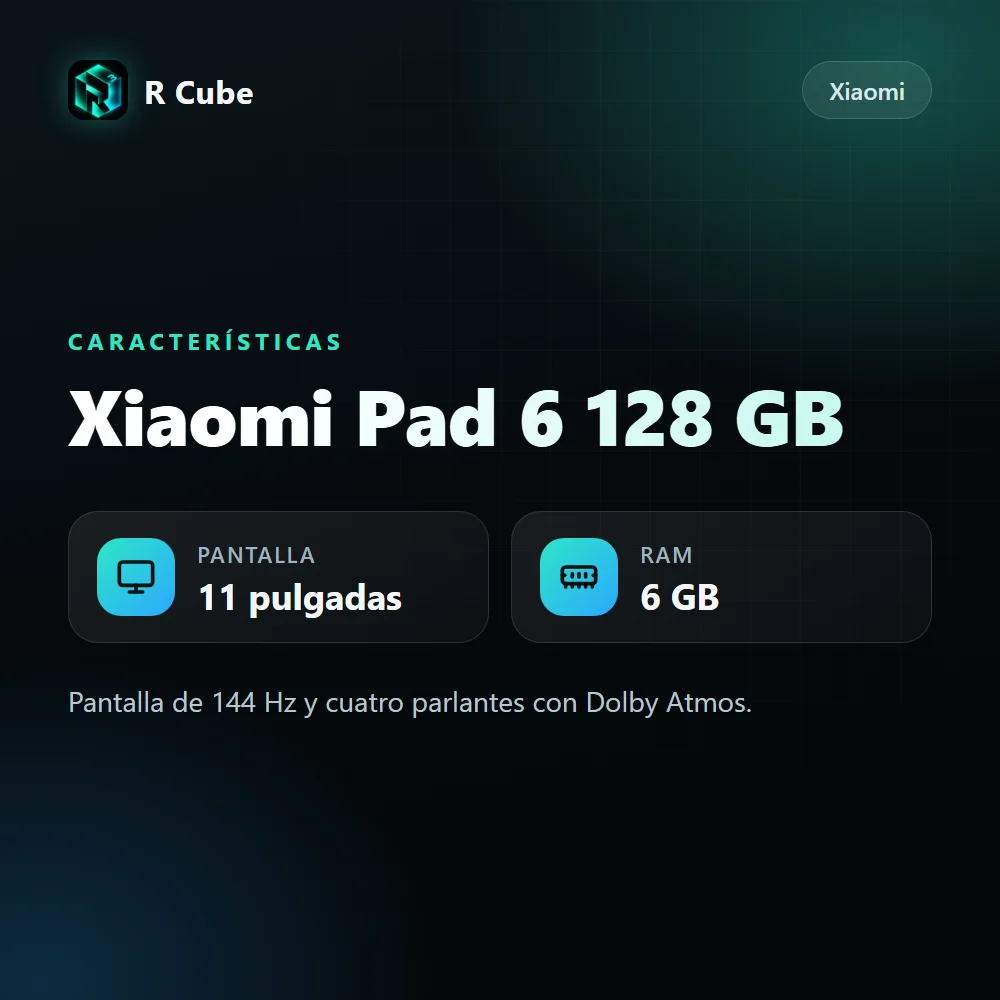 R Cube
Xiaomi
CARACTERÍSTICAS
Xiaomi Pad 6 128 GB
PANTALLA
11 pulgadas
RAM
6 GB
Pantalla de 144 Hz y cuatro parlantes con Dolby Atmos.